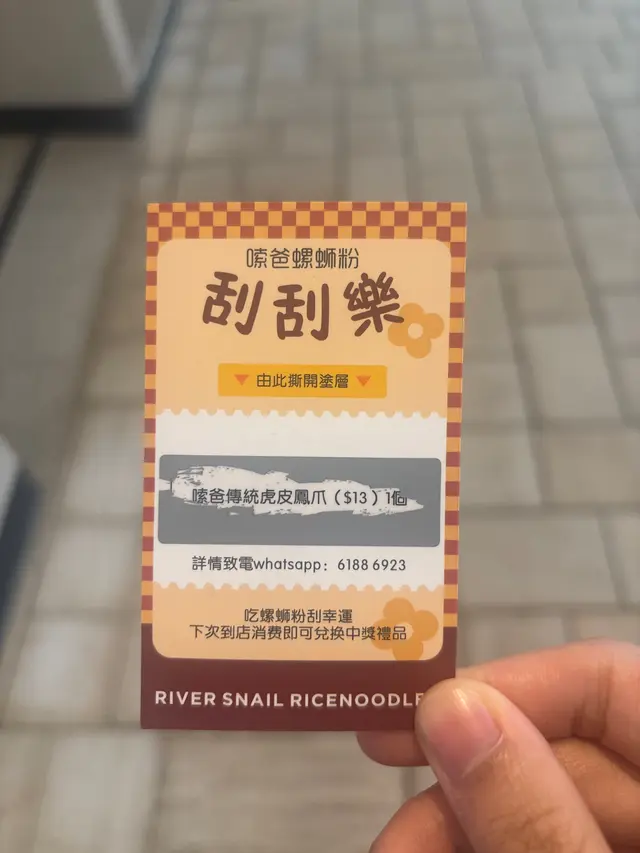 嗦爸螺螄粉
刮刮樂
由此撕開塗層
嗦爸傳統虎皮鳳爪（$13）1個
詳情致電whatsapp：6188 6923
吃螺螄粉刮幸運
下次到店消費即可兌換中獎禮品
RIVER SNAIL RICENOODLE